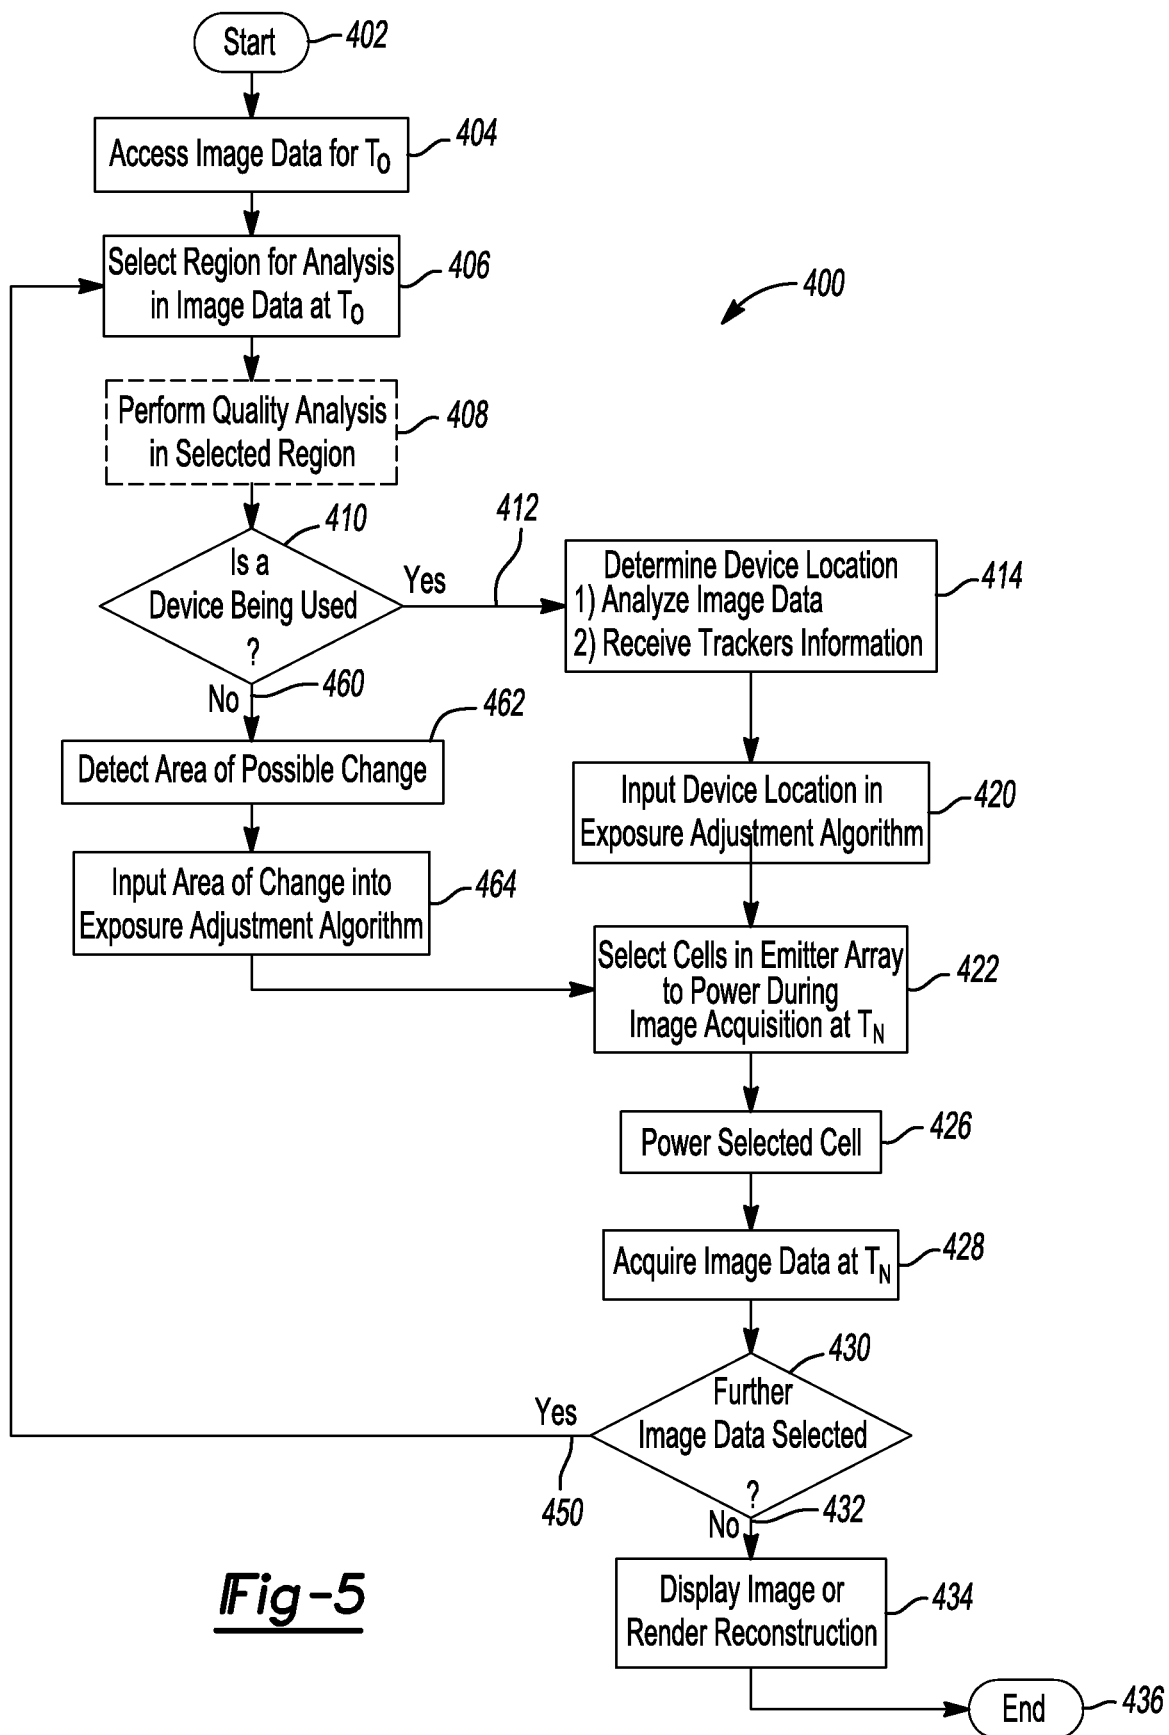 Start
402
Access Image Data for TO
404
Select Region for Analysis
in Image Data at TO
406
400
Perform Quality Analysis
in Selected Region
408
410
Is a
Device Being Used
?
Yes
412
Determine Device Location
1) Analyze Image Data
2) Receive Trackers Information
414
No
460
462
Detect Area of Possible Change
Input Device Location in
Exposure Adjustment Algorithm
420
Input Area of Change into
Exposure Adjustment Algorithm
464
Select Cells in Emitter Array
to Power During
Image Acquisition at TN
422
Power Selected Cell
426
Acquire Image Data at TN
428
430
Further
Image Data Selected
?
Yes
450
No
432
Display Image or
Render Reconstruction
434
End
436
Fig-5